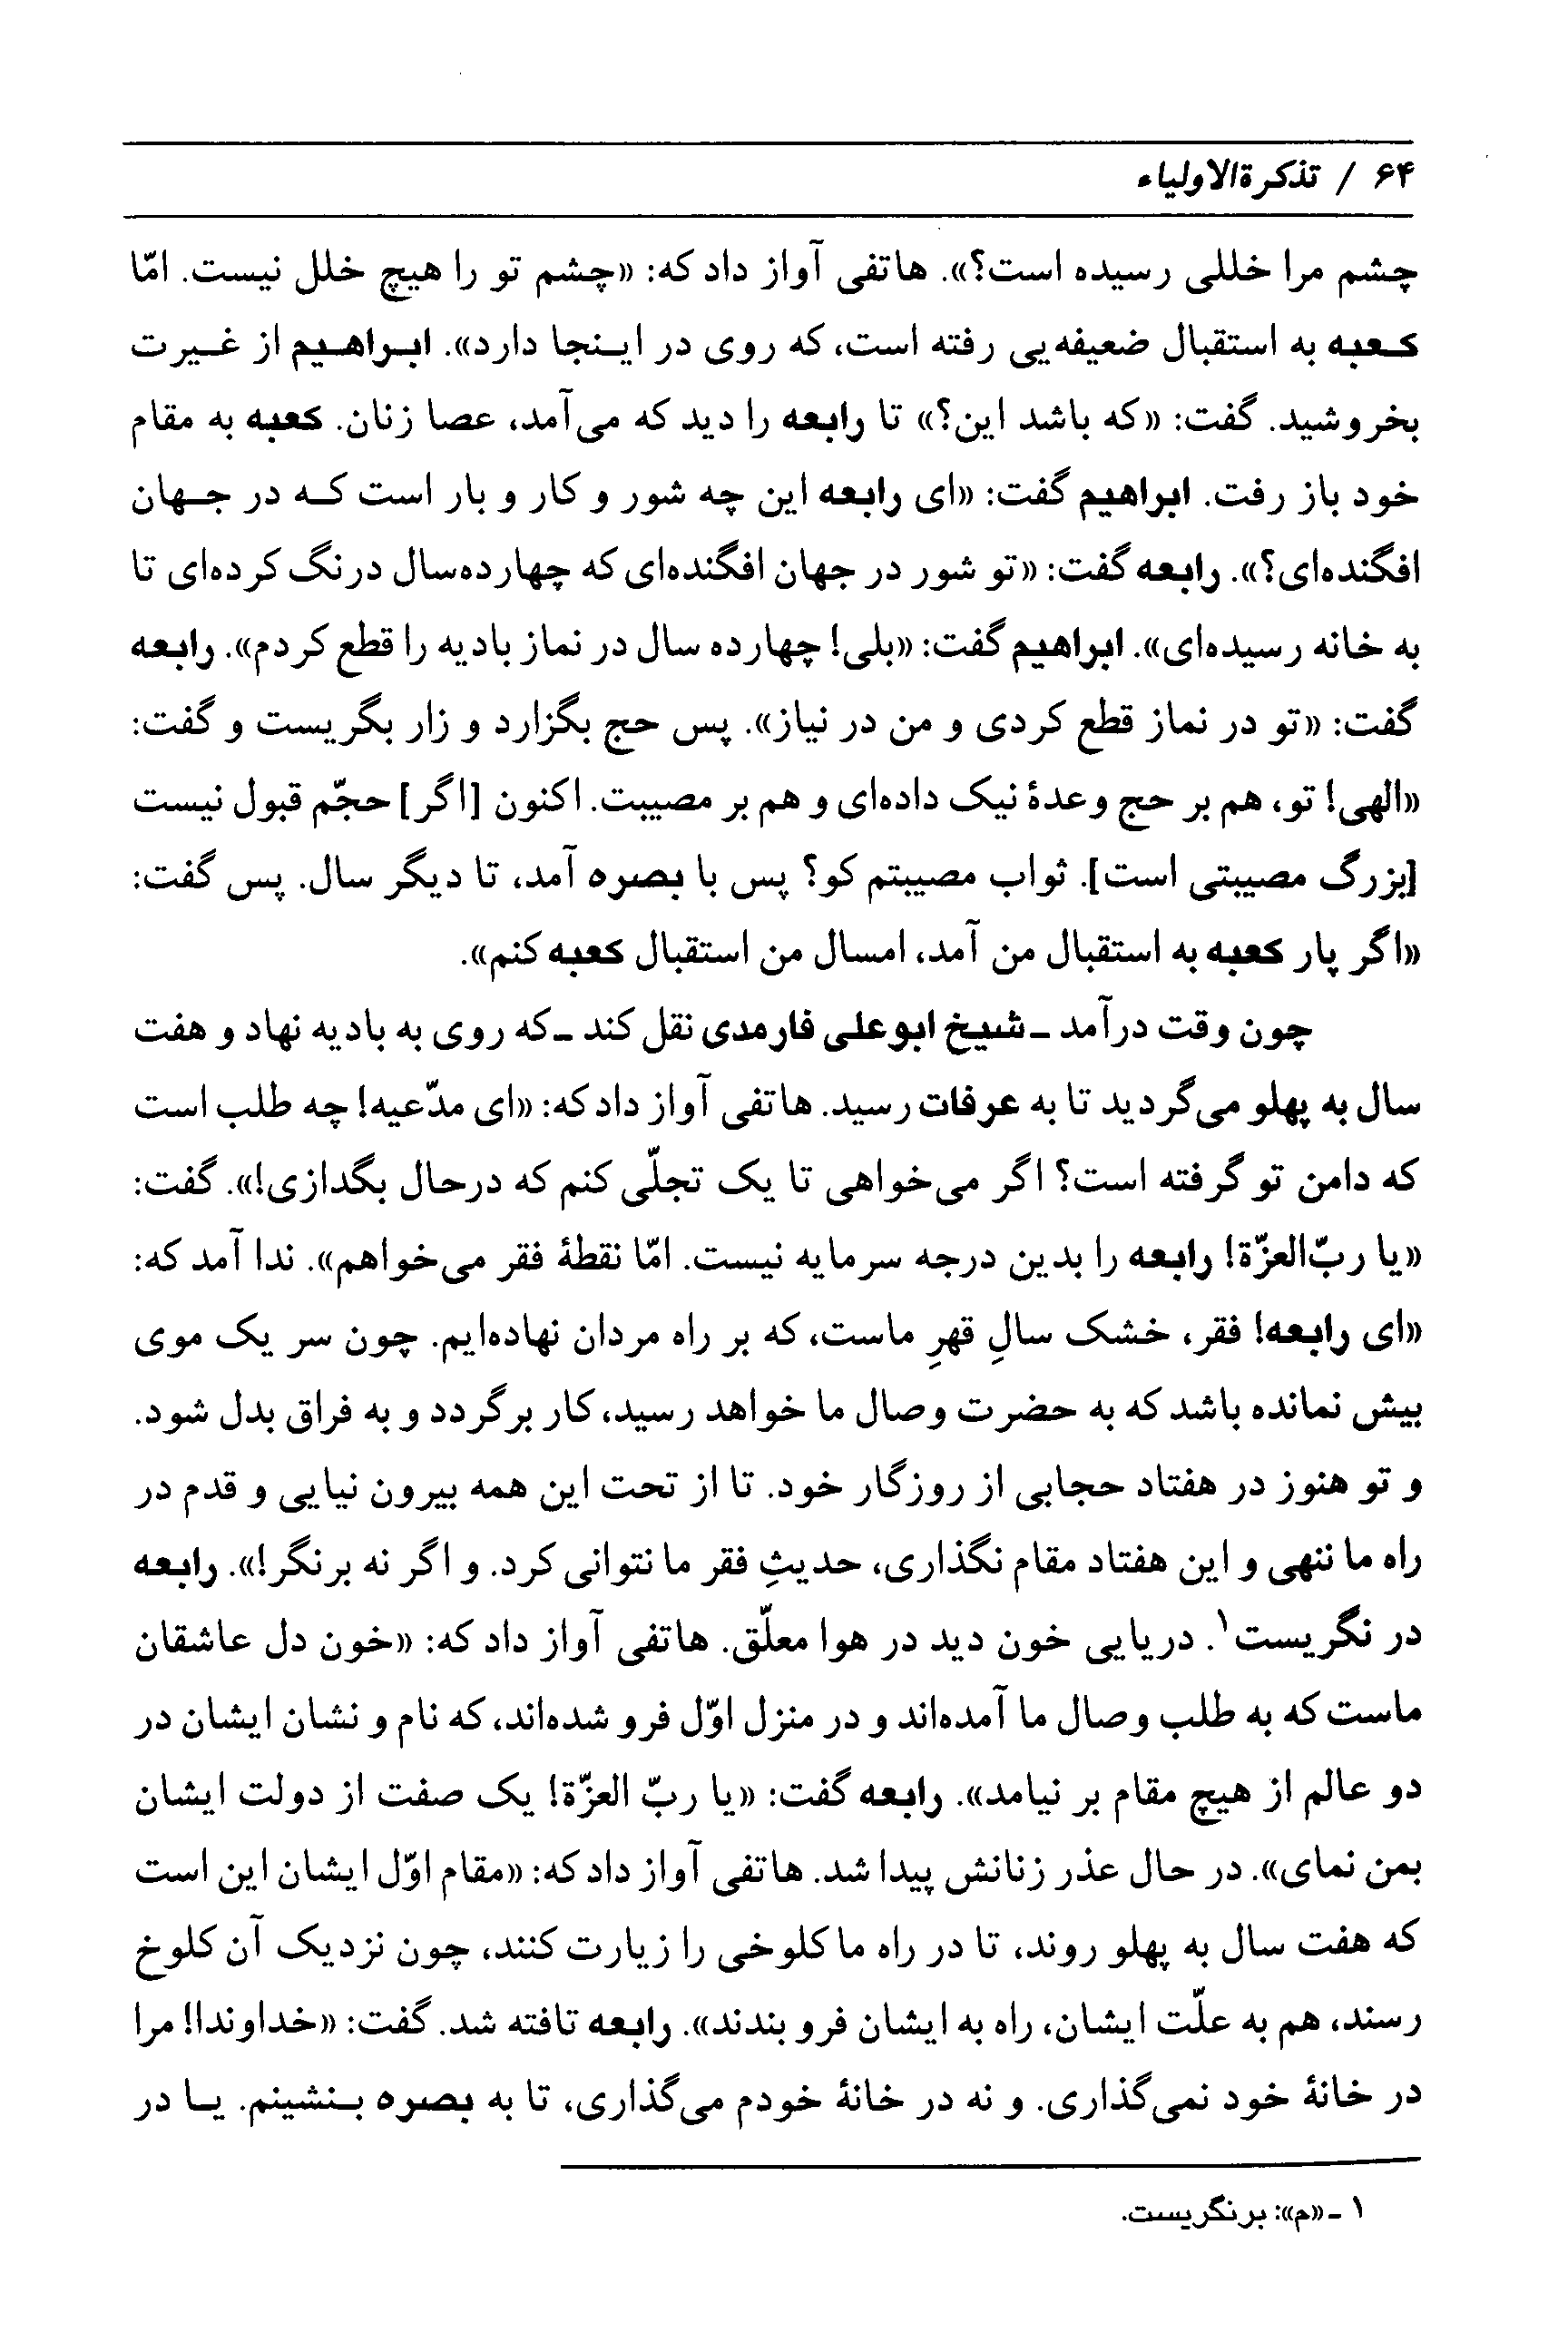 ۶۴ / تذکرةالاولیاء
چشم مرا خللی رسیده است؟». هاتفی آواز داد که: «چشم تو را هیچ خلل نیست. امّا
کعبه به استقبال ضعیفه‌یی رفته است، که روی در اینجا دارد». ابراهیم از غیرت
بخروشید. گفت: «که باشد این؟» تا رابعه را دید که می‌آمد، عصا زنان. کعبه به مقام
خود باز رفت. ابراهیم گفت: «ای رابعه این چه شور و کار و بار است که در جهان
افگنده‌ای؟». رابعه گفت: «تو شور در جهان افگنده‌ای که چهارده‌سال درنگ کرده‌ای تا
به خانه رسیده‌ای». ابراهیم گفت: «بلی! چهارده سال در نماز بادیه را قطع کردم». رابعه
گفت: «تو در نماز قطع کردی و من در نیاز». پس حج بگزارد و زار بگریست و گفت:
«الهی! تو، هم بر حج وعدهٔ نیک داده‌ای و هم بر مصیبت. اکنون [اگر] حجّم قبول نیست
[بزرگ مصیبتی است]. ثواب مصیبتم کو؟ پس با بصره آمد، تا دیگر سال. پس گفت:
«اگر پار کعبه به استقبال من آمد، امسال من استقبال کعبه کنم».
چون وقت درآمد ـ شیخ ابوعلی فارمدی نقل کند ـ که روی به بادیه نهاد و هفت
سال به پهلو می‌گردید تا به عرفات رسید. هاتفی آواز داد که: «ای مدّعیه! چه طلب است
که دامن تو گرفته است؟ اگر می‌خواهی تا یک تجلّی کنم که درحال بگدازی!». گفت:
«یا ربّ‌العزّة! رابعه را بدین درجه سرمایه نیست. امّا نقطهٔ فقر می‌خواهم». ندا آمد که:
«ای رابعه! فقر، خشک سالِ قهرِ ماست، که بر راه مردان نهاده‌ایم. چون سر یک موی
بیش نمانده باشد که به حضرت وصال ما خواهد رسید، کار برگردد و به فراق بدل شود.
و تو هنوز در هفتاد حجابی از روزگار خود. تا از تحت این همه بیرون نیایی و قدم در
راه ما ننهی و این هفتاد مقام نگذاری، حدیثِ فقر ما نتوانی کرد. و اگر نه برنگر!». رابعه
در نگریست۱. دریایی خون دید در هوا معلّق. هاتفی آواز داد که: «خون دل عاشقان
ماست که به طلب وصال ما آمده‌اند و در منزل اوّل فرو شده‌اند، که نام و نشان ایشان در
دو عالم از هیچ مقام بر نیامد». رابعه گفت: «یا ربّ العزّة! یک صفت از دولت ایشان
بمن نمای». در حال عذر زنانش پیدا شد. هاتفی آواز داد که: «مقام اوّل ایشان این است
که هفت سال به پهلو روند، تا در راه ما کلوخی را زیارت کنند، چون نزدیک آن کلوخ
رسند، هم به علّت ایشان، راه به ایشان فرو بندند». رابعه تافته شد. گفت: «خداوندا! مرا
در خانهٔ خود نمی‌گذاری. و نه در خانهٔ خودم می‌گذاری، تا به بصره بنشینم. یا در
۱ ـ «م»: برنگریست.